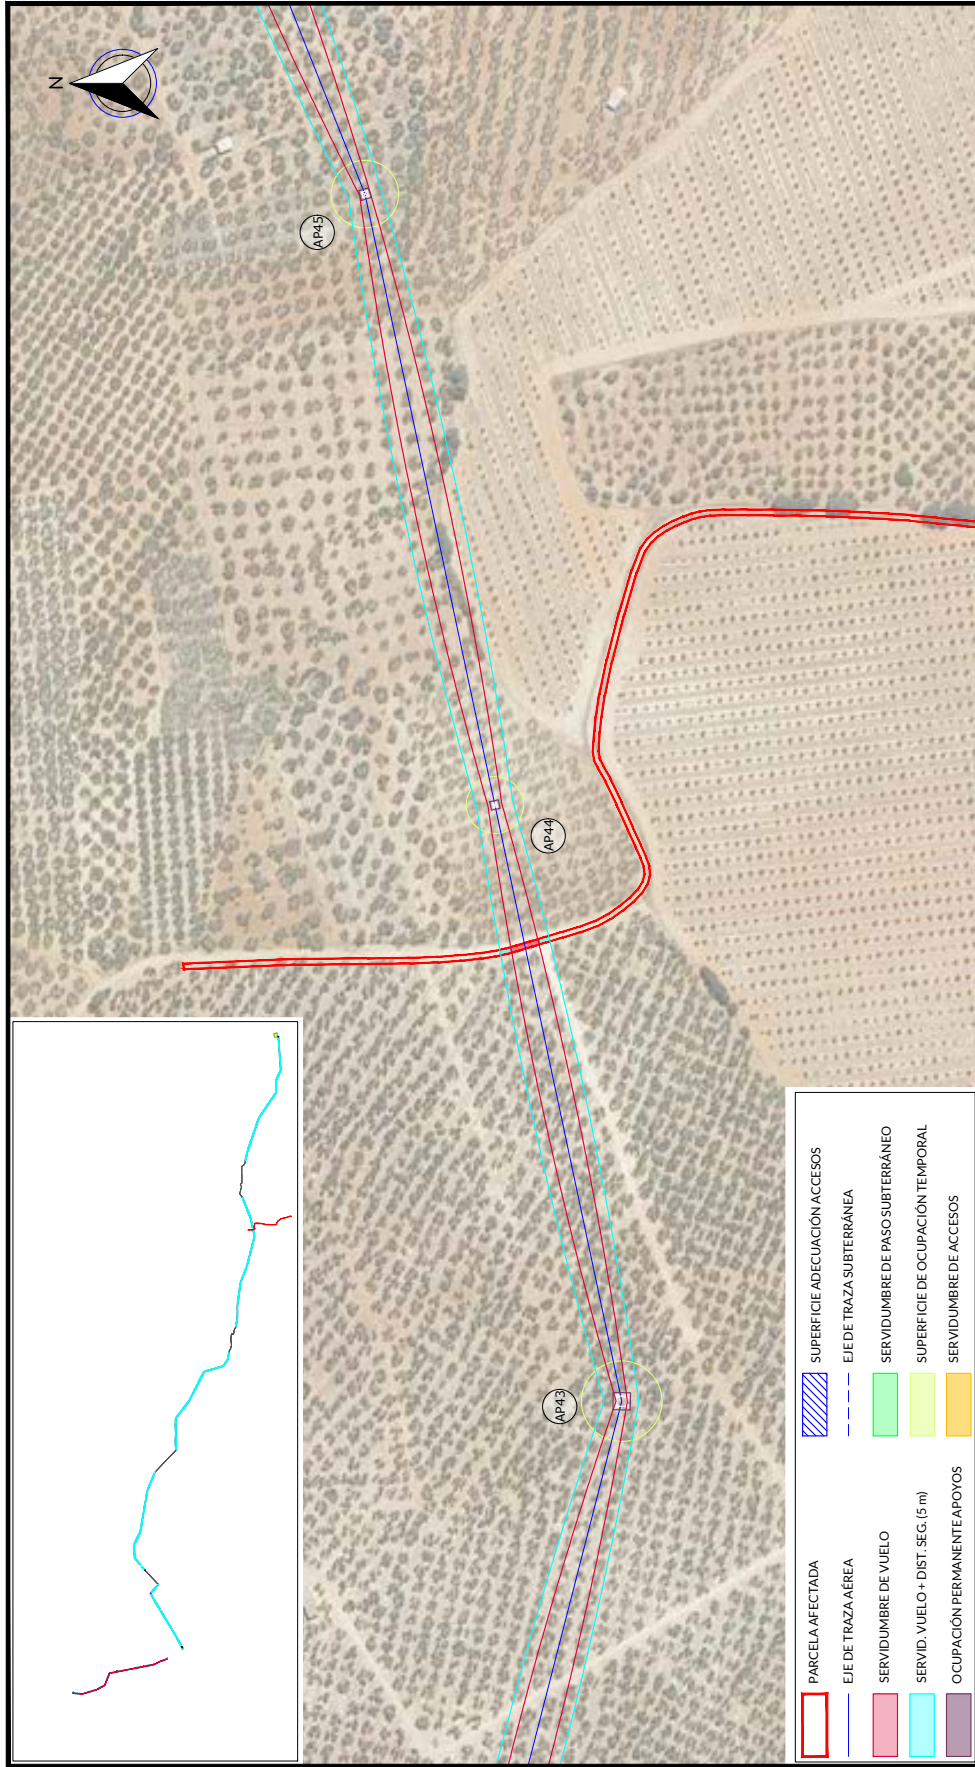 N
AP45
AP44
AP43
PARCELA AFECTADA
EJE DE TRAZA AÉREA
SERVIDUMBRE DE VUELO
SERVID. VUELO + DIST. SEG. (5 m)
OCUPACIÓN PERMANENTE APOYOS
SUPERFICIE ADECUACIÓN ACCESOS
EJE DE TRAZA SUBTERRÁNEA
SERVIDUMBRE DE PASO SUBTERRÁNEO
SUPERFICIE DE OCUPACIÓN TEMPORAL
SERVIDUMBRE DE ACCESOS